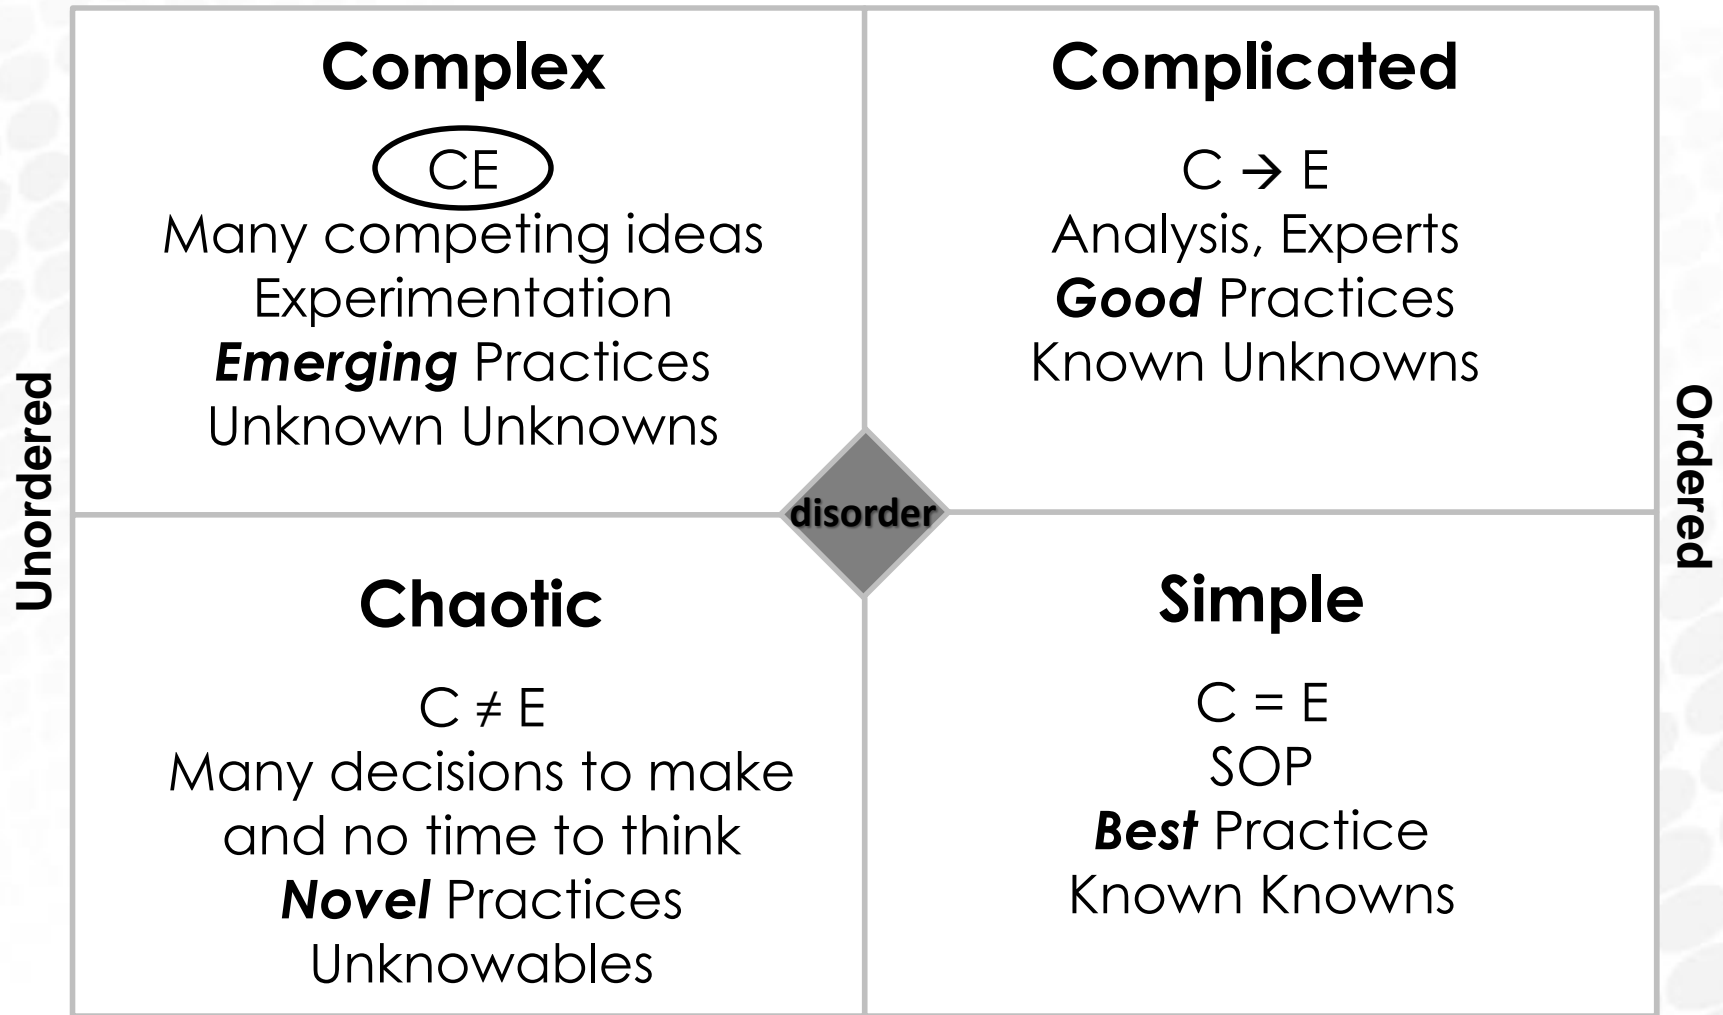 Unordered
Complex
CE
Many competing ideas
Experimentation
Emerging Practices
Unknown Unknowns
Complicated
C → E
Analysis, Experts
Good Practices
Known Unknowns
disorder
Chaotic
C ≠ E
Many decisions to make
and no time to think
Novel Practices
Unknowables
Simple
C = E
SOP
Best Practice
Known Knowns
Ordered